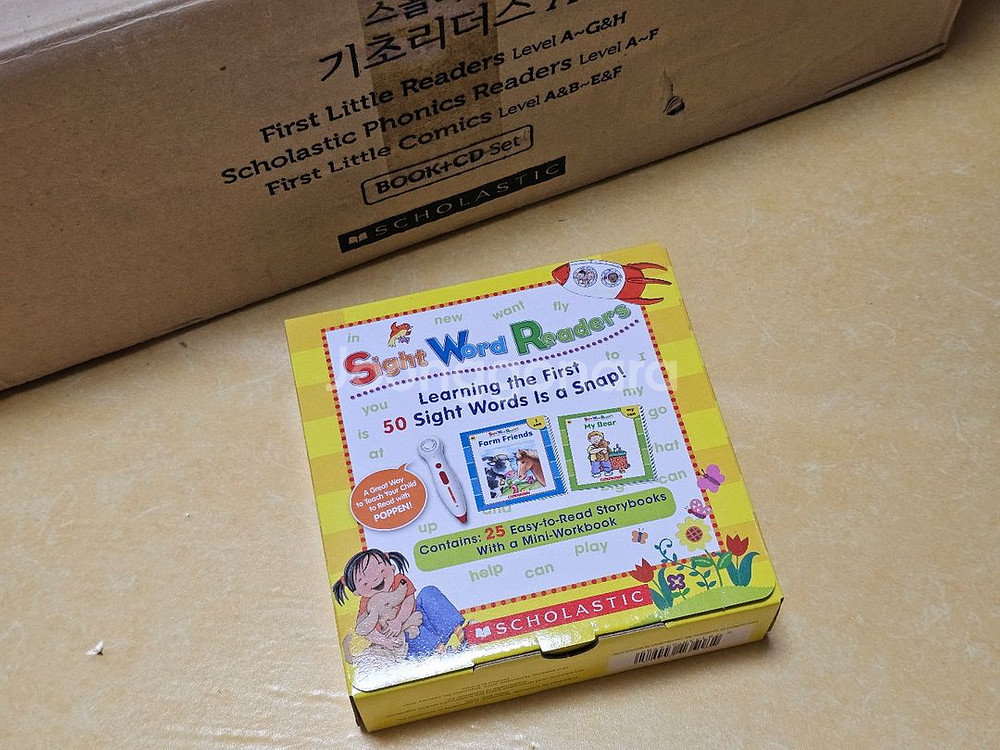 기초리더스
First Little Readers Level A~G&H
Scholastic Phonics Readers Level A~F
First Little Comics Level A&B~E&F
BOOK+CD Set
SCHOLASTIC
in new want fly
Sight Word Readers
to I
Learning the First
50 Sight Words Is a Snap!
you
my
is
go
at
Farm Friends
My Bear
that
can
A Great Way
to Teach Your Child
to Read with
POPPEN!
and
up
Contains: 25 Easy-to-Read Storybooks
With a Mini-Workbook
help can play
SCHOLASTIC